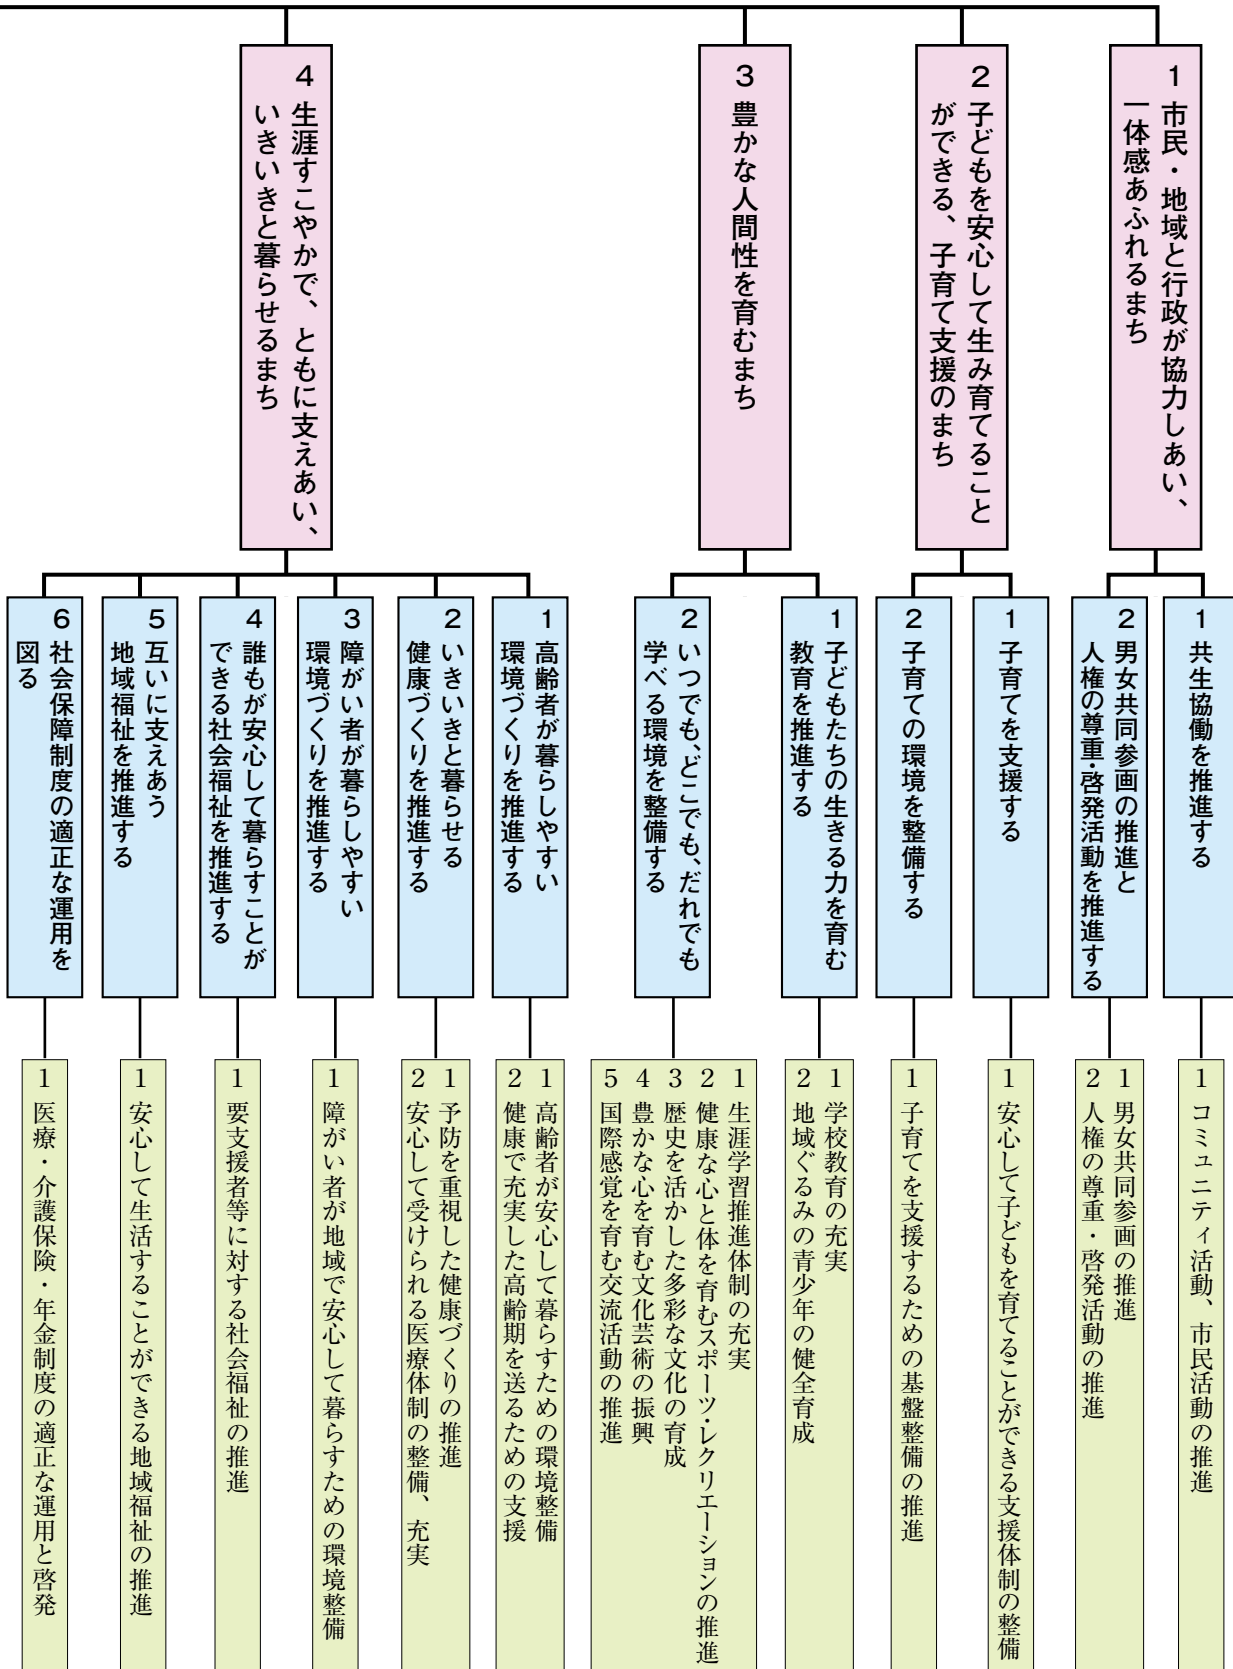 1 市民・地域と行政が協力しあい、
一体感あふれるまち
2 子どもを安心して生み育てること
ができる、子育て支援のまち
3 豊かな人間性を育むまち
4 生涯すこやかで、ともに支えあい、
いきいきと暮らせるまち
1 共生協働を推進する
2 男女共同参画の推進と
人権の尊重・啓発活動を推進する
1 子育てを支援する
2 子育ての環境を整備する
1 子どもたちの生きる力を育む
教育を推進する
2 いつでも、どこでも、だれでも
学べる環境を整備する
1 高齢者が暮らしやすい
環境づくりを推進する
2 いきいきと暮らせる
健康づくりを推進する
3 障がい者が暮らしやすい
環境づくりを推進する
4 誰もが安心して暮らすことが
できる社会福祉を推進する
5 互いに支えあう
地域福祉を推進する
6 社会保障制度の適正な運用を
図る
1 コミュニティ活動、市民活動の推進
1 男女共同参画の推進
2 人権の尊重・啓発活動の推進
1 安心して子どもを育てることができる支援体制の整備
1 子育てを支援するための基盤整備の推進
1 学校教育の充実
2 地域ぐるみの青少年の健全育成
1 生涯学習推進体制の充実
2 健康な心と体を育むスポーツ・レクリエーションの推進
3 歴史を活かした多彩な文化の育成
4 豊かな心を育む文化芸術の振興
5 国際感覚を育む交流活動の推進
1 高齢者が安心して暮らすための環境整備
2 健康で充実した高齢期を送るための支援
1 予防を重視した健康づくりの推進
2 安心して受けられる医療体制の整備、充実
1 障がい者が地域で安心して暮らすための環境整備
1 要支援者等に対する社会福祉の推進
1 安心して生活することができる地域福祉の推進
1 医療・介護保険・年金制度の適正な運用と啓発